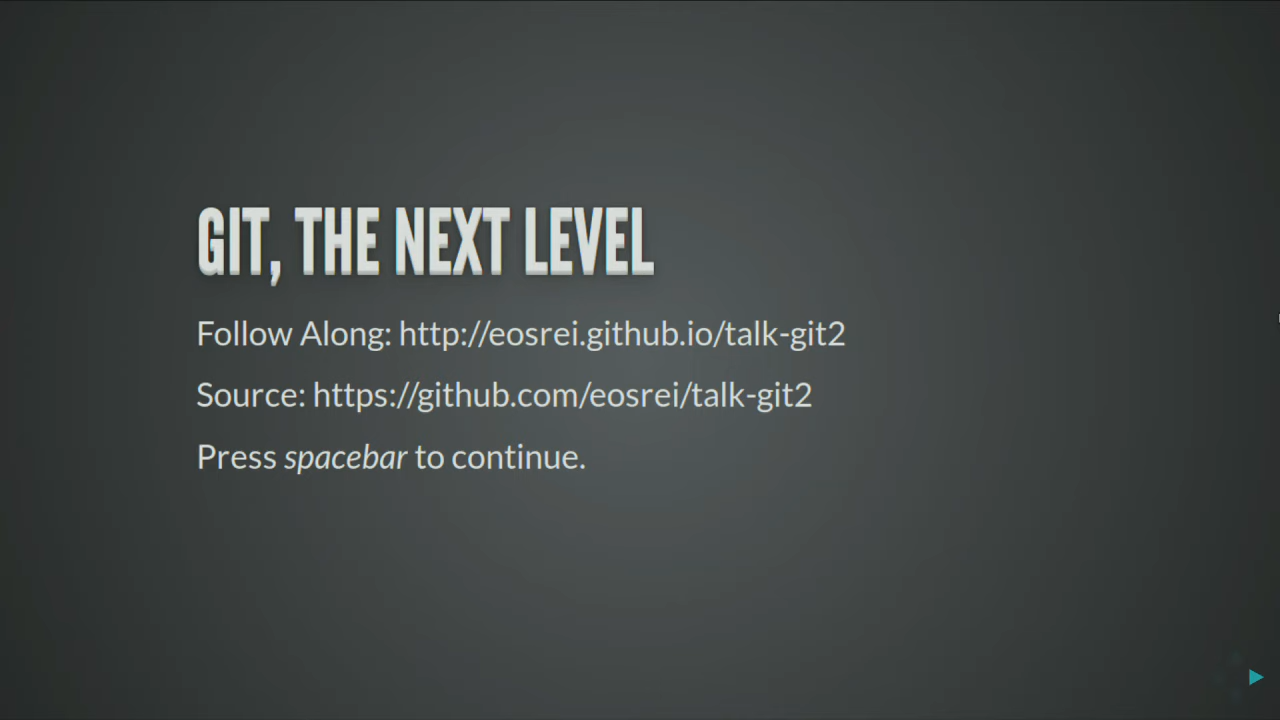 GIT, THE NEXT LEVEL
Follow Along: http://eosrei.github.io/talk-git2
Source: https://github.com/eosrei/talk-git2
Press spacebar to continue.